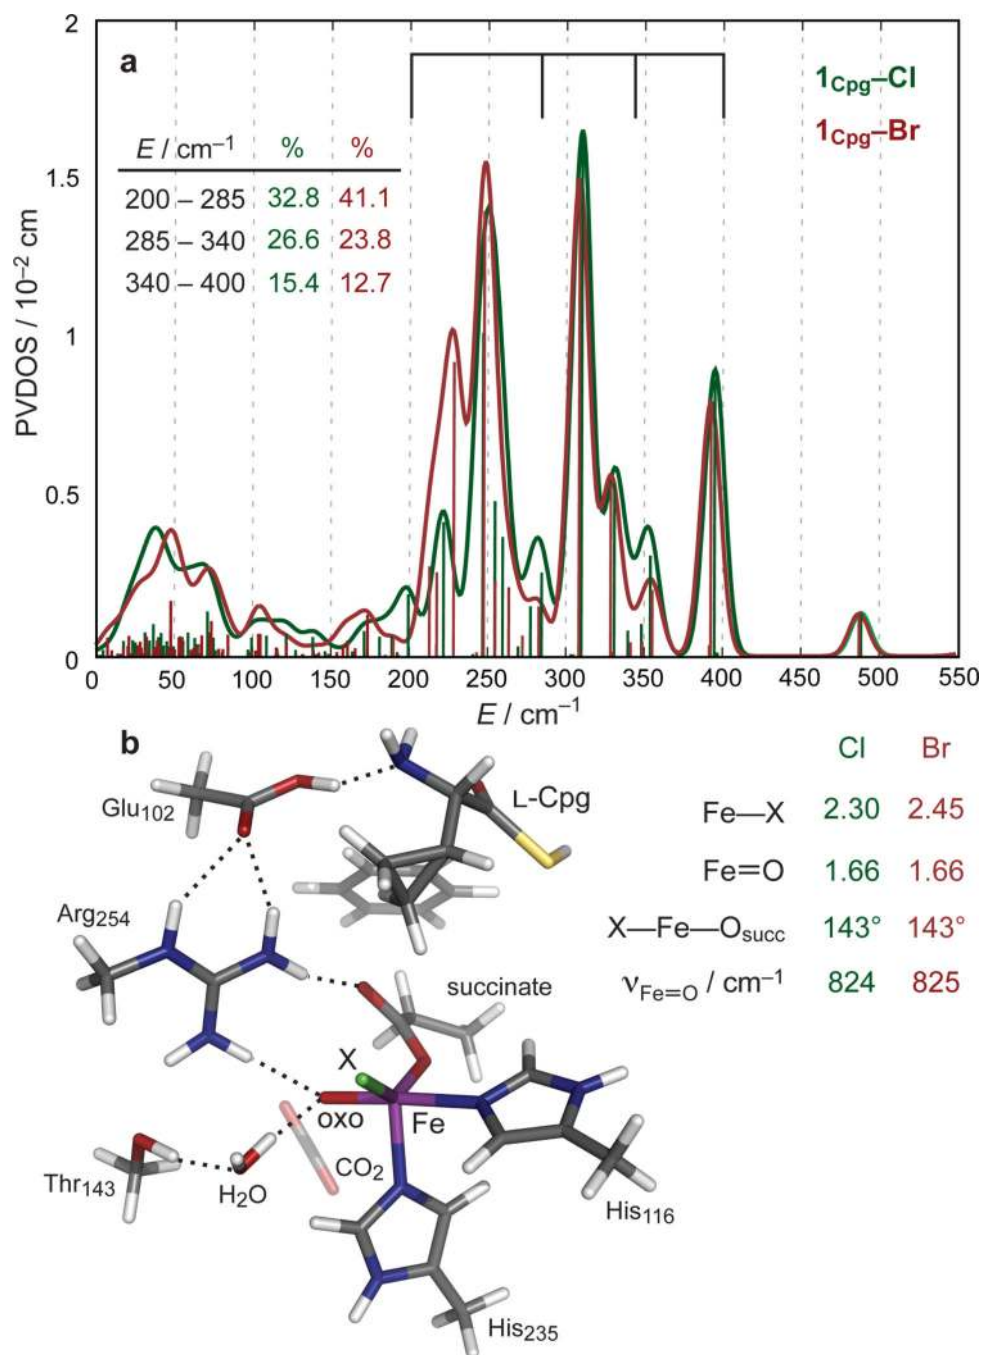 2
a
1Cpg–Cl
1Cpg–Br
E / cm–1 % %
200 – 285 32.8 41.1
285 – 340 26.6 23.8
340 – 400 15.4 12.7
1.5
1
0.5
0
PVDOS / 10–2 cm
0 50 100 150 200 250 300 350 400 450 500 550
E / cm–1
b
Cl Br
Fe—X 2.30 2.45
Fe=O 1.66 1.66
X—Fe—Osucc 143° 143°
νFe=O / cm–1 824 825
Glu102
L-Cpg
Arg254
succinate
X
oxo
Fe
CO2
Thr143
H2O
His116
His235